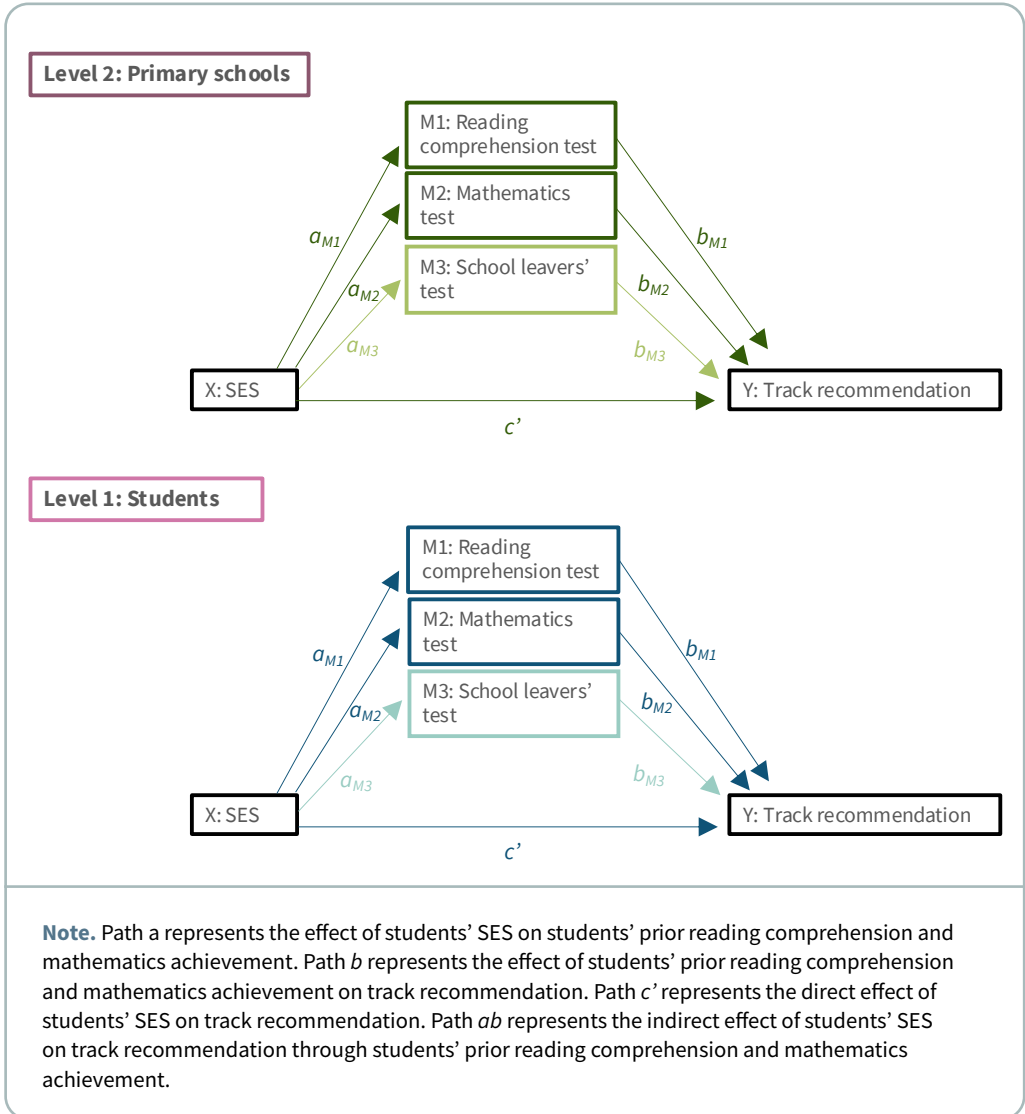 Level 2: Primary schools
M1: Reading
comprehension test
M2: Mathematics
test
M3: School leavers’
test
aM1
aM2
aM3
bM1
bM2
bM3
X: SES
Y: Track recommendation
c’
Level 1: Students
M1: Reading
comprehension test
M2: Mathematics
test
M3: School leavers’
test
aM1
aM2
aM3
bM1
bM2
bM3
X: SES
Y: Track recommendation
c’
Note. Path a represents the effect of students’ SES on students’ prior reading comprehension and
mathematics achievement. Path b represents the effect of students’ prior reading comprehension
and mathematics achievement on track recommendation. Path c’ represents the direct effect of
students’ SES on track recommendation. Path ab represents the indirect effect of students’ SES
on track recommendation through students’ prior reading comprehension and mathematics
achievement.